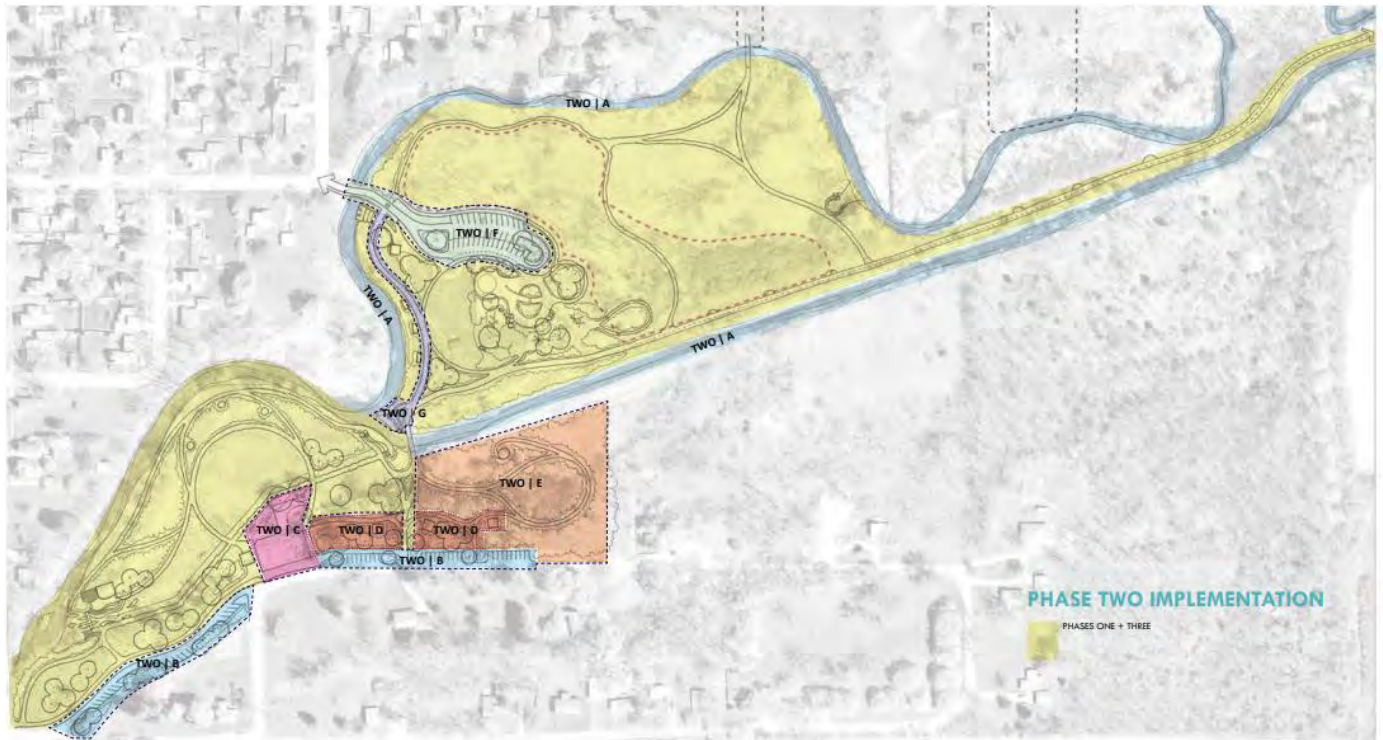 TWO | A
TWO | F
TWO | A
TWO | A
TWO | G
TWO | E
TWO | C
TWO | D
TWO | D
TWO | B
PHASE TWO IMPLEMENTATION
PHASES ONE + THREE
TWO | B